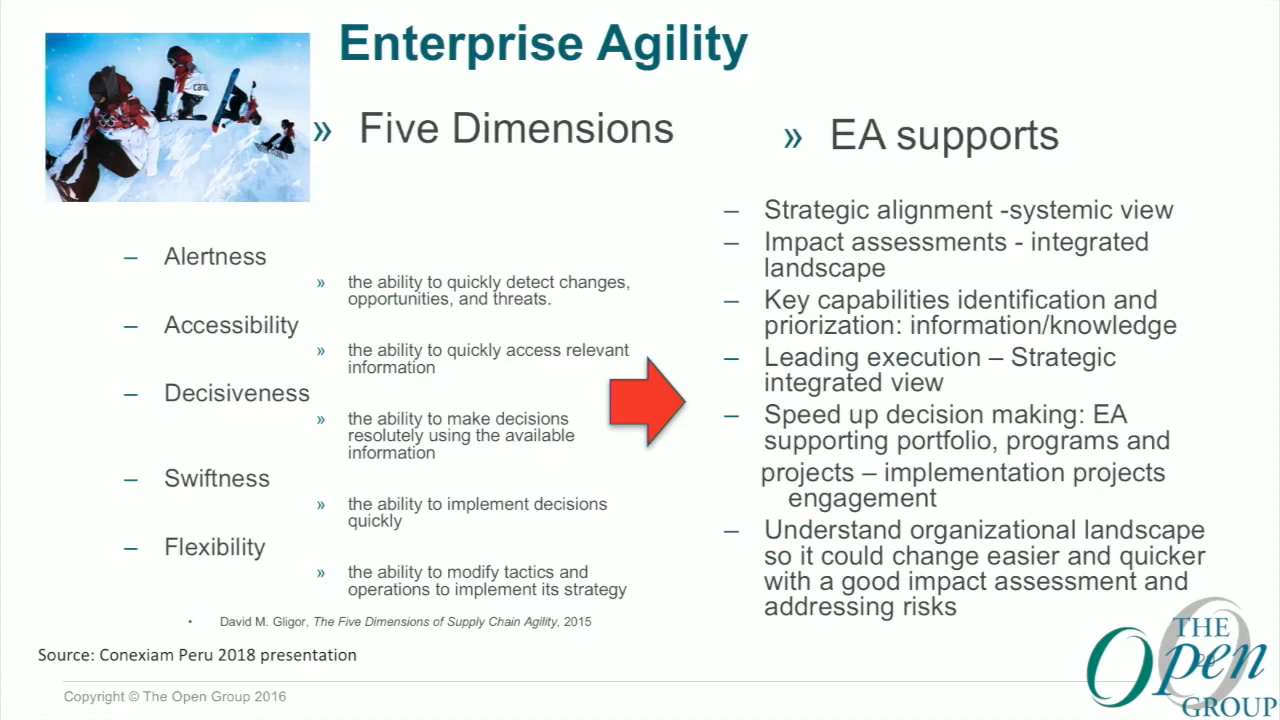 Enterprise Agility
» Five Dimensions
– Alertness
» the ability to quickly detect changes,
opportunities, and threats.
– Accessibility
» the ability to quickly access relevant
information
– Decisiveness
» the ability to make decisions
resolutely using the available
information
– Swiftness
» the ability to implement decisions
quickly
– Flexibility
» the ability to modify tactics and
operations to implement its strategy
• David M. Gligor, The Five Dimensions of Supply Chain Agility, 2015
» EA supports
– Strategic alignment -systemic view
– Impact assessments - integrated
landscape
– Key capabilities identification and
priorization: information/knowledge
– Leading execution – Strategic
integrated view
– Speed up decision making: EA
supporting portfolio, programs and
projects – implementation projects
engagement
– Understand organizational landscape
so it could change easier and quicker
with a good impact assessment and
addressing risks
Source: Conexiam Peru 2018 presentation
Copyright © The Open Group 2016
THE
Open
GROUP